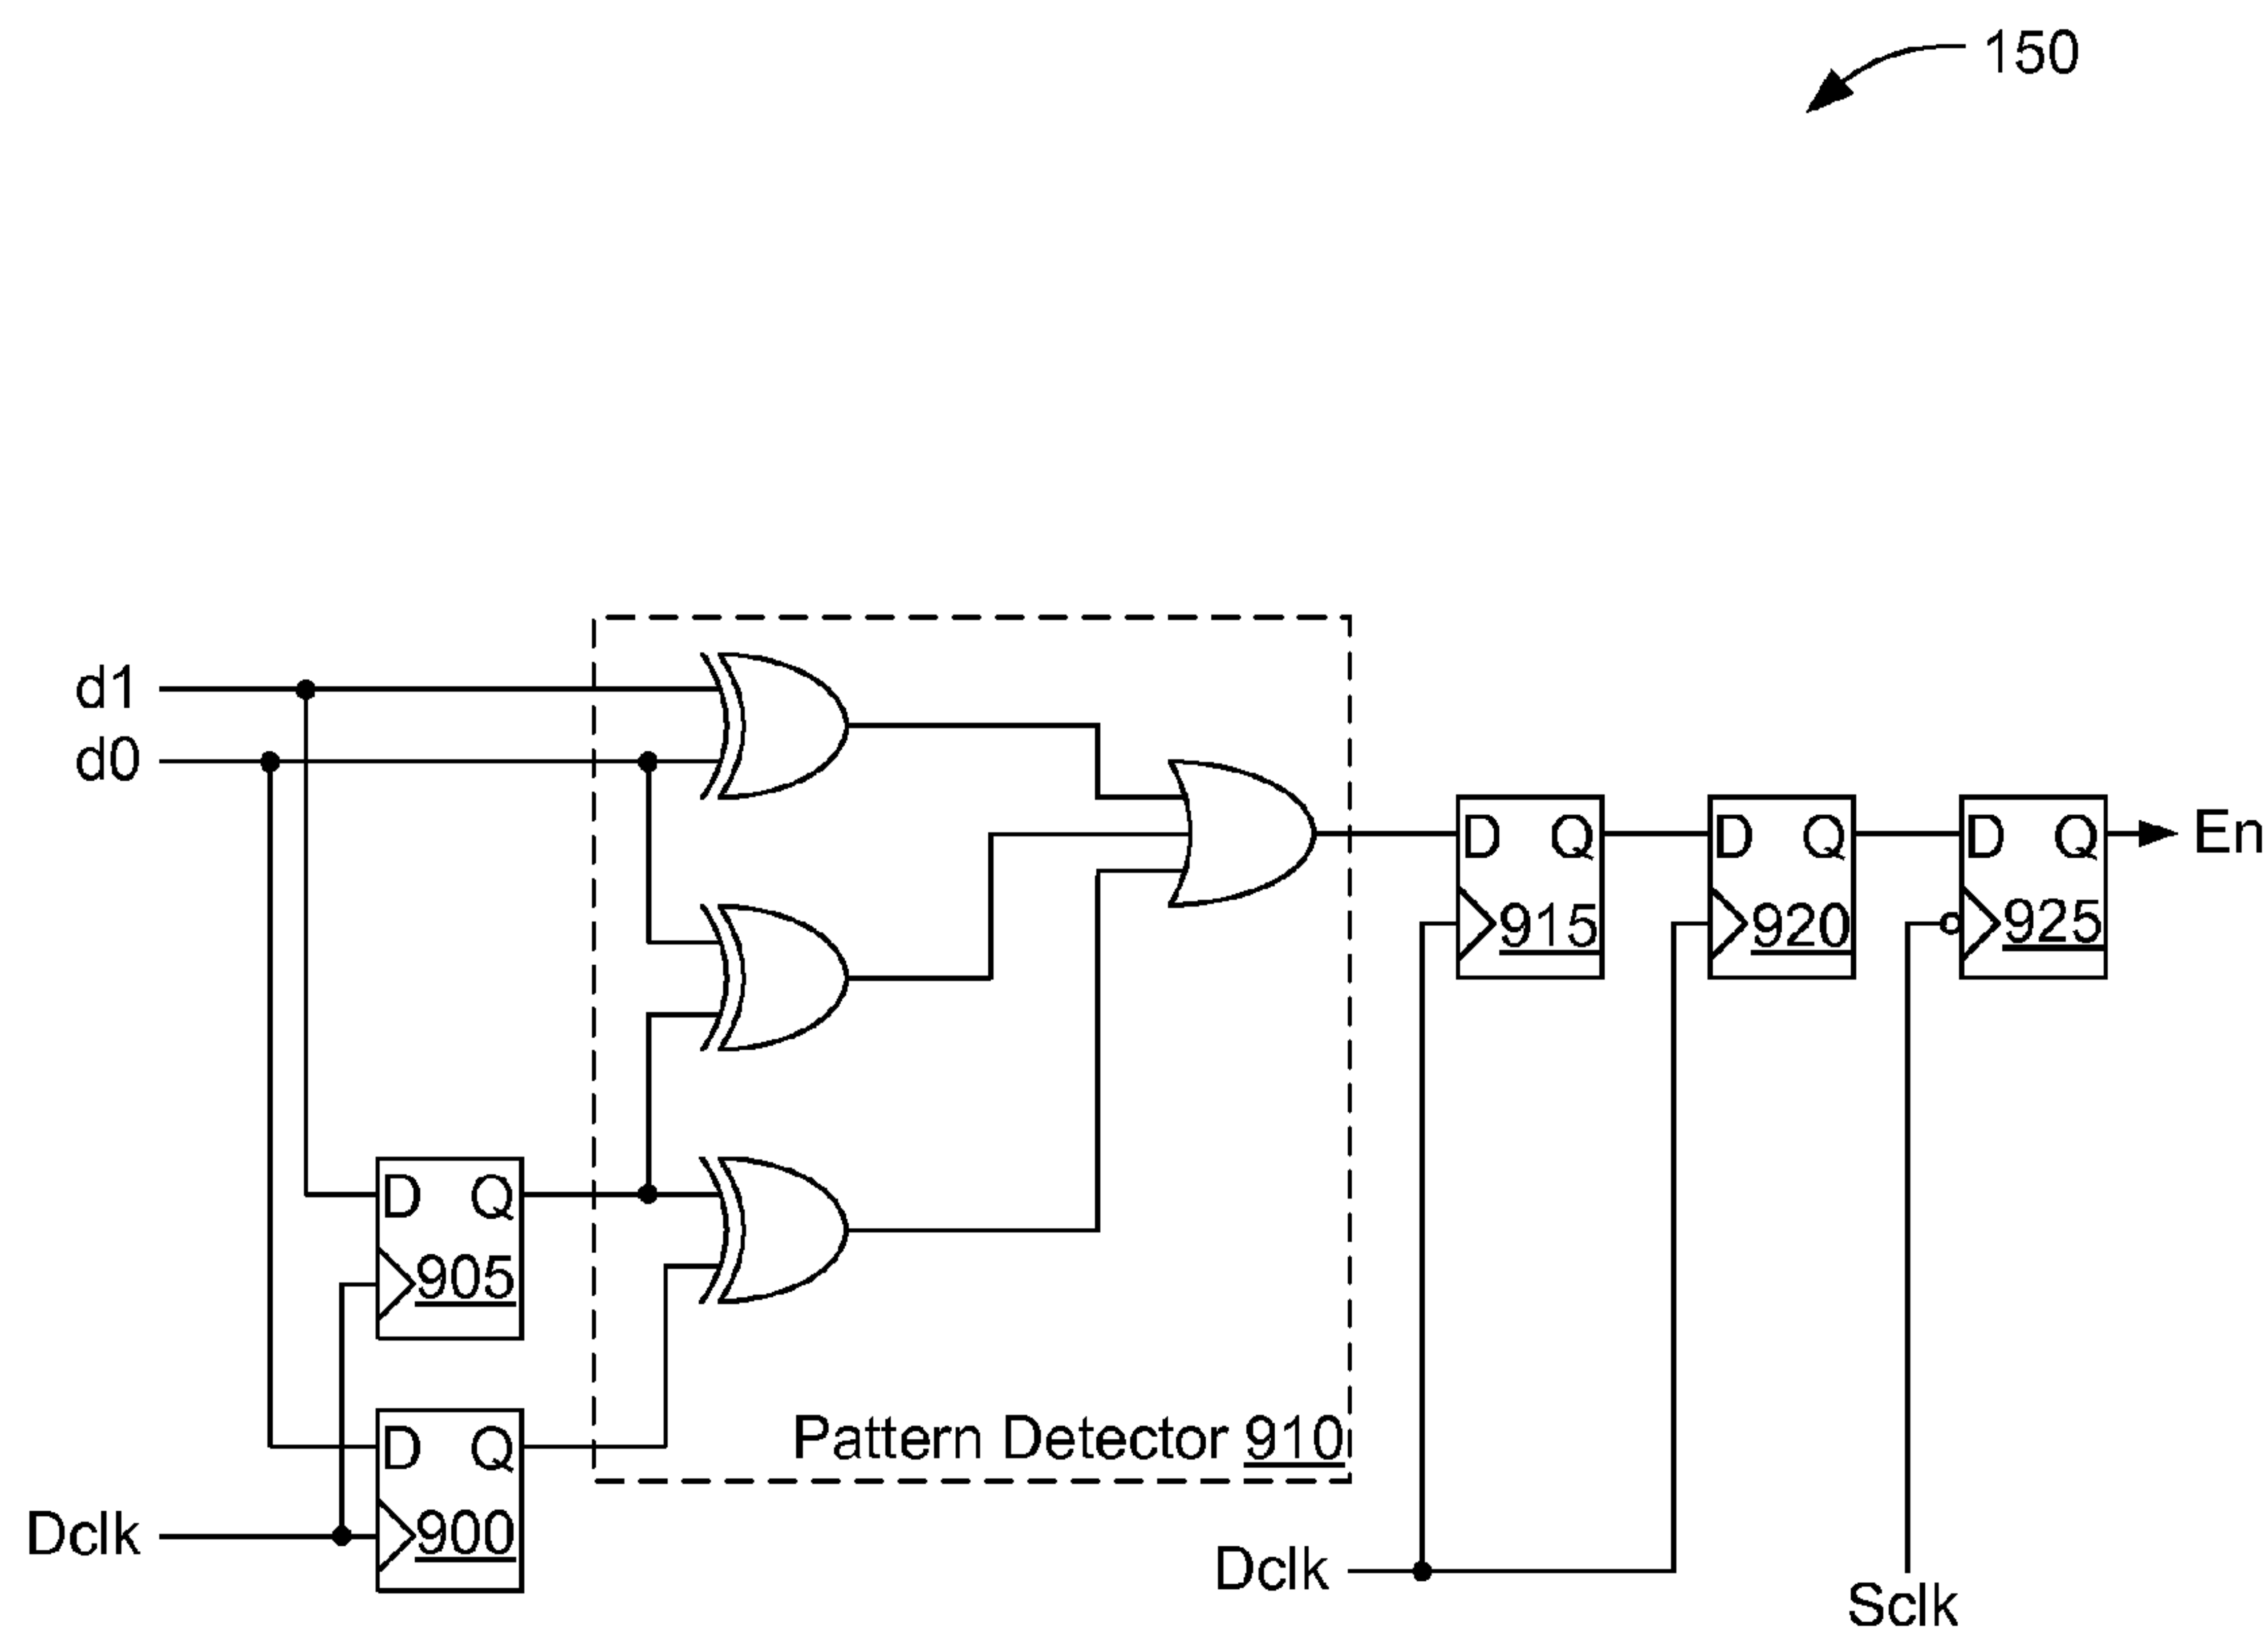 150
d1
d0
D Q
915
D Q
920
D Q
925
En
D Q
905
D Q
900
Pattern Detector 910
Dclk
Dclk
Sclk